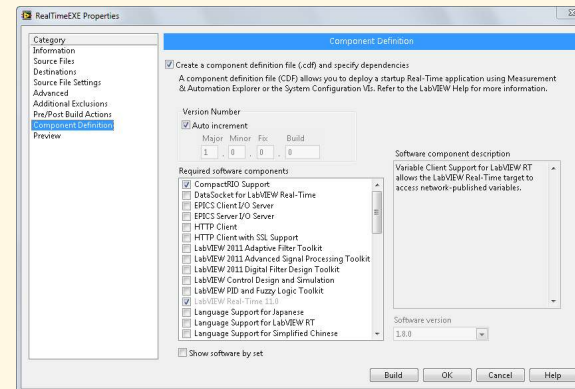 RealTimeEXE Properties
Category
Information
Source Files
Destinations
Source File Settings
Advanced
Additional Exclusions
Pre/Post Build Actions
Component Definition
Preview
Component Definition
Create a component definition file (.cdf) and specify dependencies
A component definition file (CDF) allows you to deploy a startup Real-Time application using Measurement
& Automation Explorer or the System Configuration VIs. Refer to the LabVIEW Help for more information.
Version Number
Auto increment
Major Minor Fix Build
1 . 0 . 0 . 0
Required software components
CompactRIO Support
DataSocket for LabVIEW Real-Time
EPICS Client I/O Server
EPICS Server I/O Server
HTTP Client
HTTP Client with SSL Support
LabVIEW 2011 Adaptive Filter Toolkit
LabVIEW 2011 Advanced Signal Processing Toolkit
LabVIEW 2011 Digital Filter Design Toolkit
LabVIEW Control Design and Simulation
LabVIEW PID and Fuzzy Logic Toolkit
LabVIEW Real-Time 11.0
Language Support for Japanese
Language Support for LabVIEW RT
Language Support for Simplified Chinese
Show software by set
Software component description
Variable Client Support for LabVIEW RT
allows the LabVIEW Real-Time target to
access network-published variables.
Software version
1.0.0
Build
OK
Cancel
Help